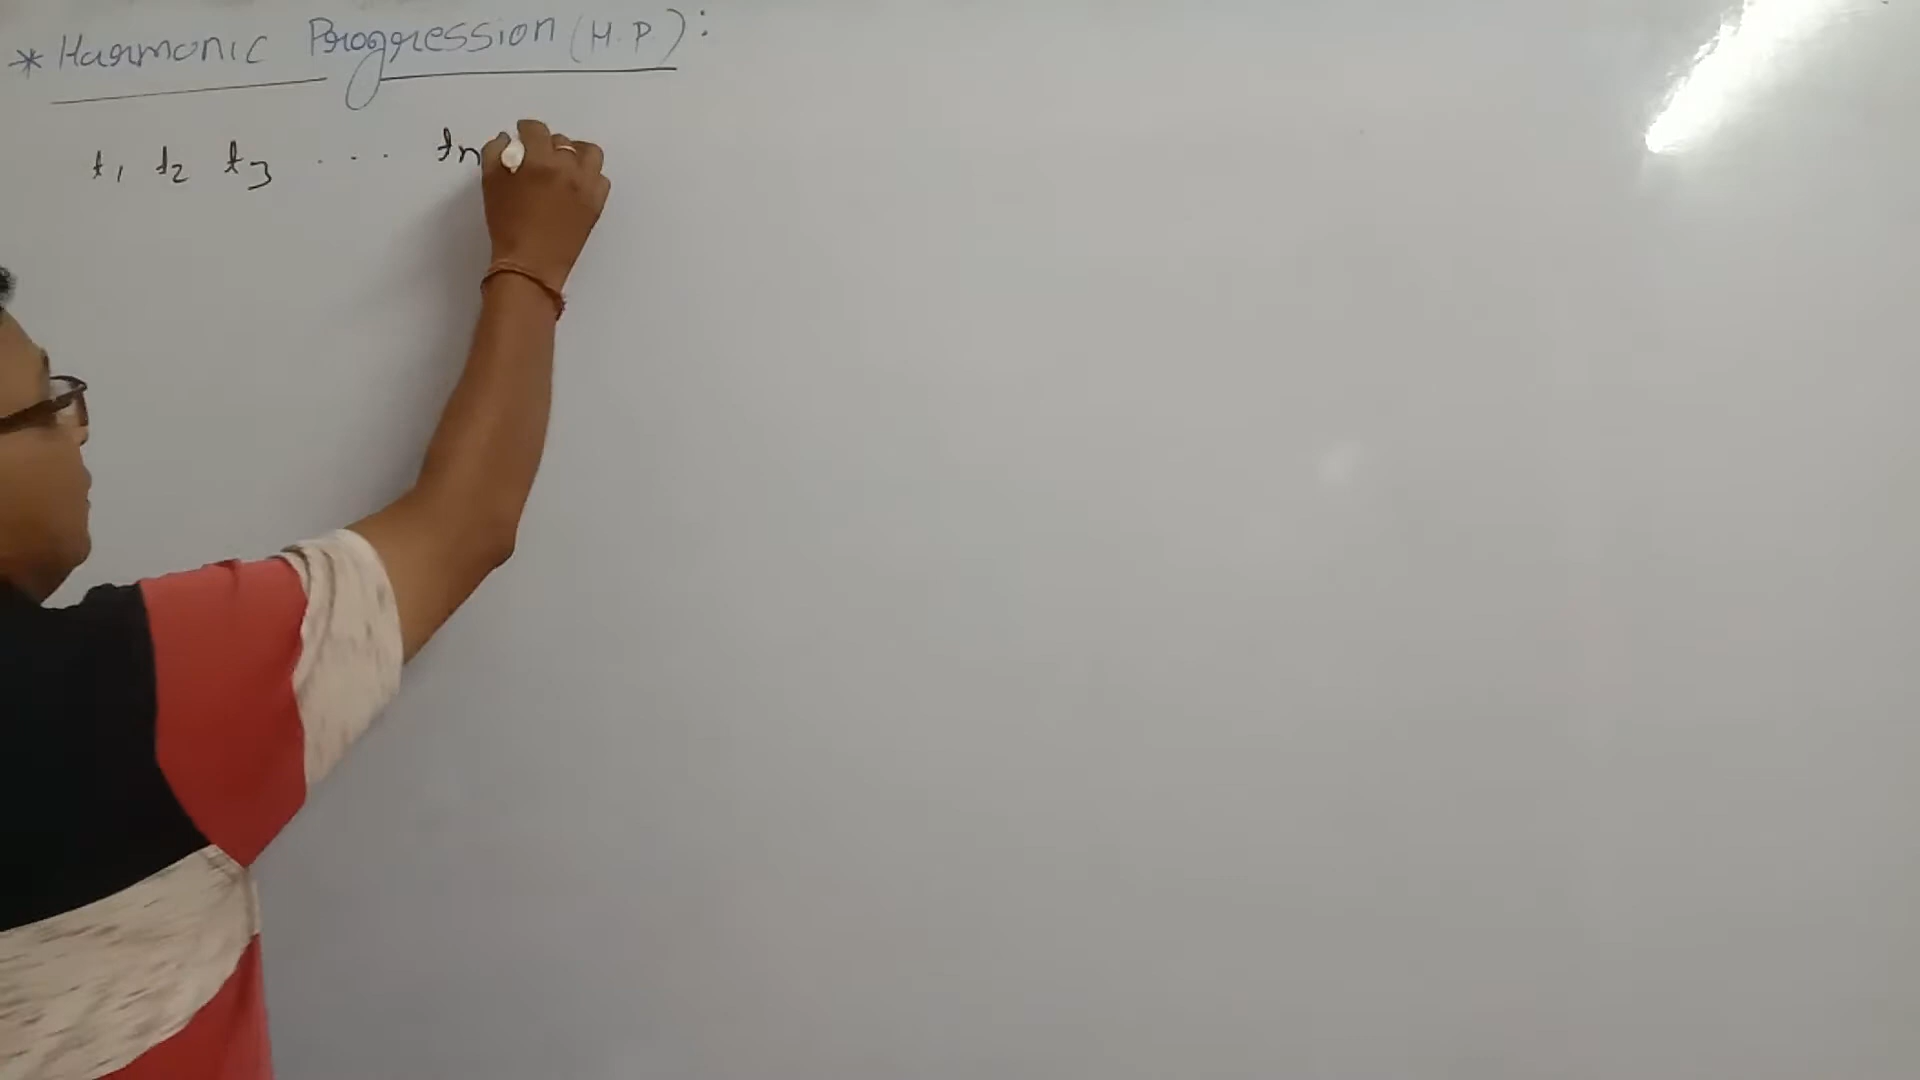 * Harmonic Progression (H.P.):
t₁ t₂ t₃ ... tn